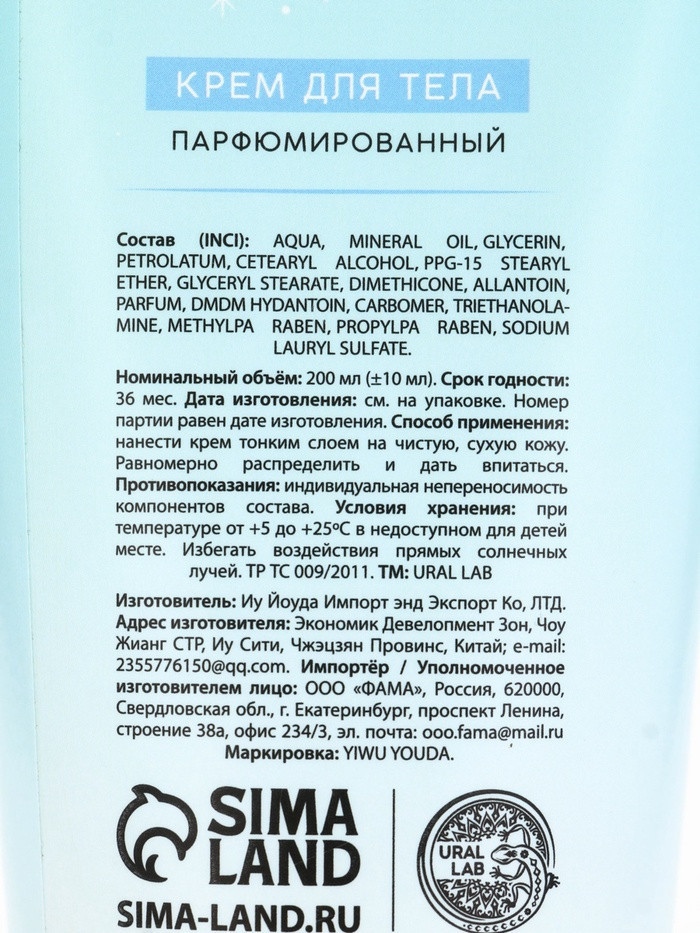 КРЕМ ДЛЯ ТЕЛА
ПАРФЮМИРОВАННЫЙ
Состав (INCI): AQUA, MINERAL OIL, GLYCERIN,
PETROLATUM, CETEARYL ALCOHOL, PPG-15 STEARYL
ETHER, GLYCERYL STEARATE, DIMETHICONE, ALLANTOIN,
PARFUM, DMDM HYDANTOIN, CARBOMER, TRIETHANOLA-
MINE, METHYLPA RABEN, PROPYLPA RABEN, SODIUM
LAURYL SULFATE.
Номинальный объём: 200 мл (±10 мл). Срок годности:
36 мес. Дата изготовления: см. на упаковке. Номер
партии равен дате изготовления. Способ применения:
нанести крем тонким слоем на чистую, сухую кожу.
Равномерно распределить и дать впитаться.
Противопоказания: индивидуальная непереносимость
компонентов состава. Условия хранения: при
температуре от +5 до +25ºС в недоступном для детей
месте. Избегать воздействия прямых солнечных
лучей. ТР ТС 009/2011. ТМ: URAL LAB
Изготовитель: Иу Йоуда Импорт энд Экспорт Ко, ЛТД.
Адрес изготовителя: Экономик Девелопмент Зон, Чоу
Жианг СТР, Иу Сити, Чжэцзян Провинс, Китай; e-mail:
2355776150@qq.com. Импортёр / Уполномоченное
изготовителем лицо: ООО «ФАМА», Россия, 620000,
Свердловская обл., г. Екатеринбург, проспект Ленина,
строение 38а, офис 234/3, эл. почта: ooo.fama@mail.ru
Маркировка: YIWU YOUDA.
SIMA
LAND
SIMA-LAND.RU
URAL
LAB